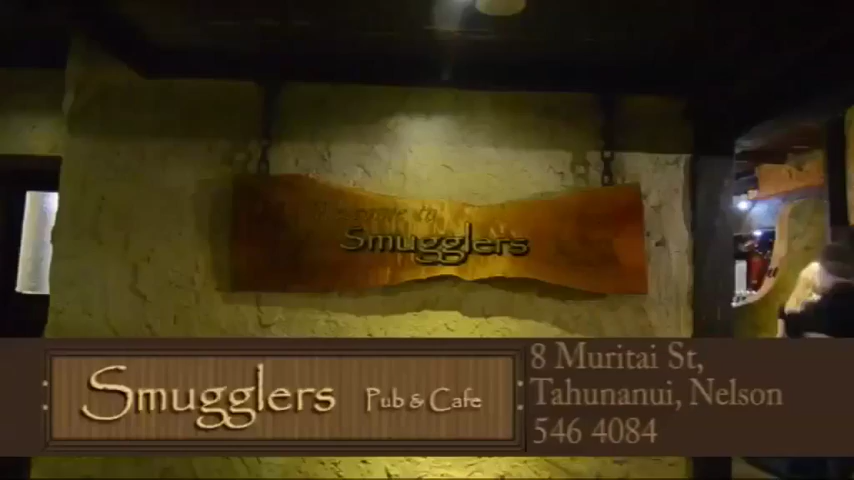 Smugglers
Smugglers Pub & Cafe
8 Muritai St,
Tahunanui, Nelson
546 4084